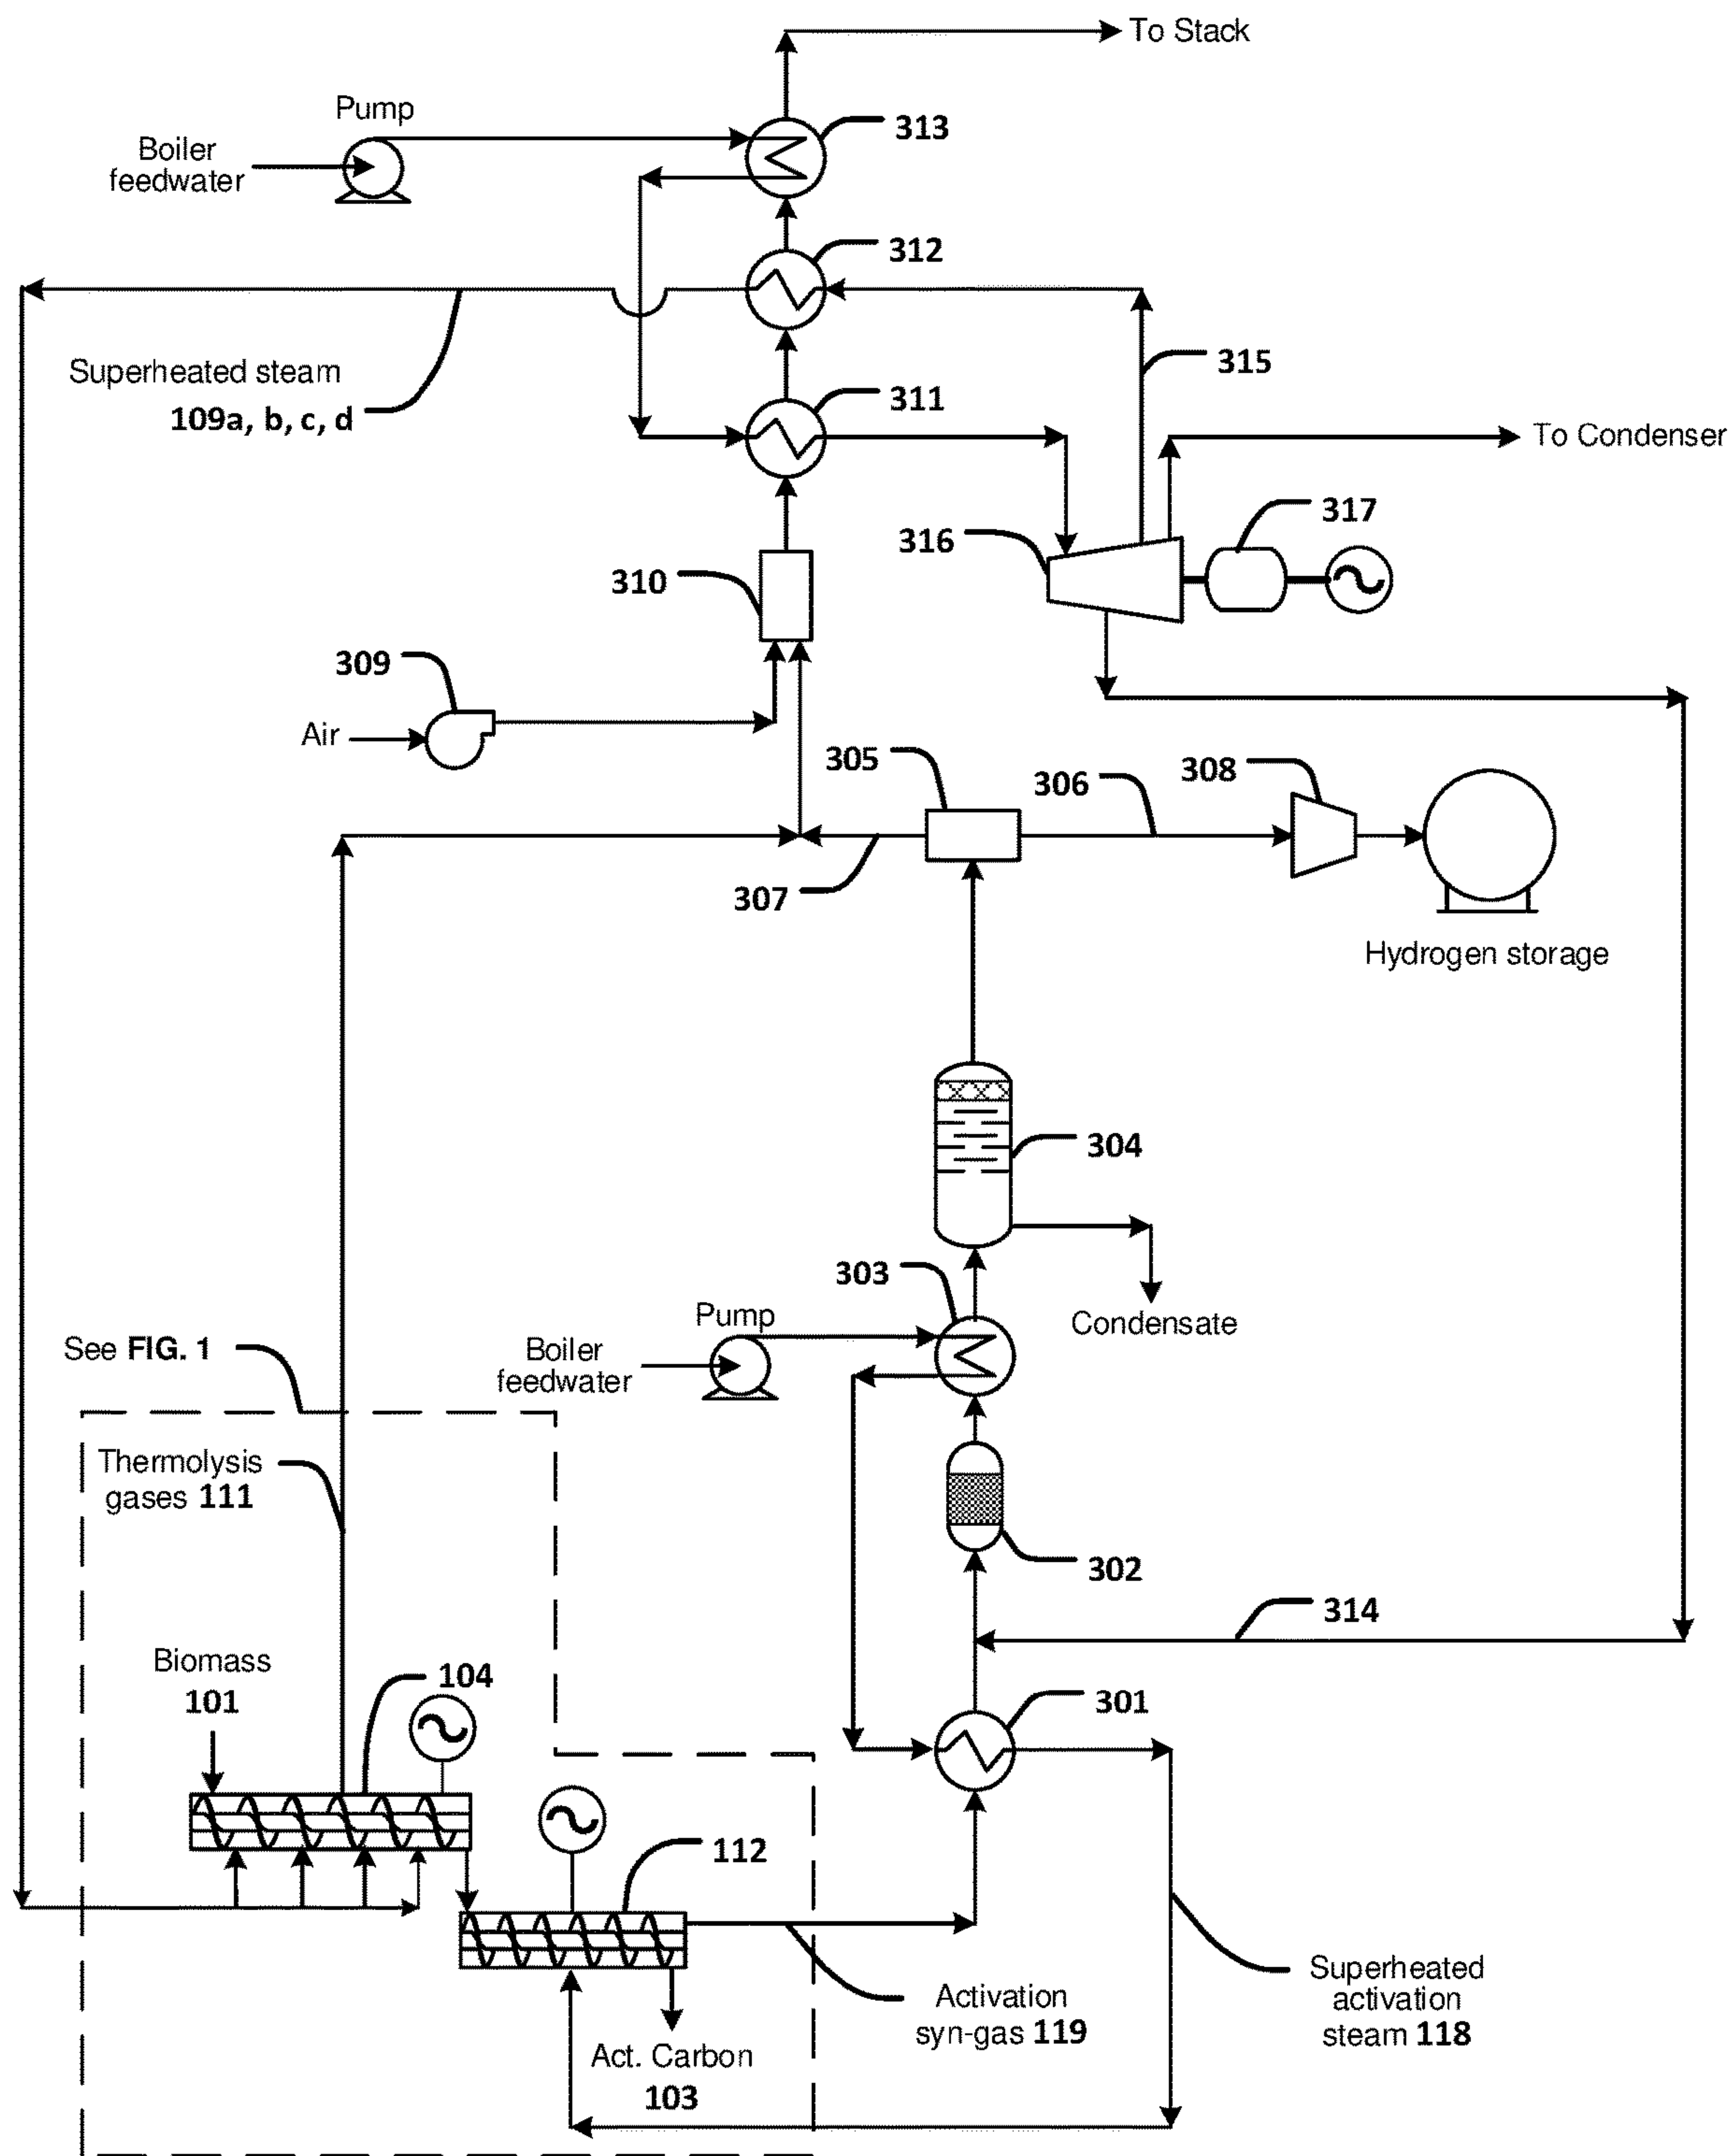 To Stack
Pump
313
Boiler
feedwater
312
315
Superheated steam
109a, b, c, d
311
To Condenser
317
316
310
309
Air
305
306
308
307
Hydrogen storage
304
303
Condensate
Pump
See FIG. 1
Boiler
feedwater
Thermolysis
gases 111
302
314
Biomass
101
104
301
112
Superheated
activation
steam 118
Activation
syn-gas 119
Act. Carbon
103